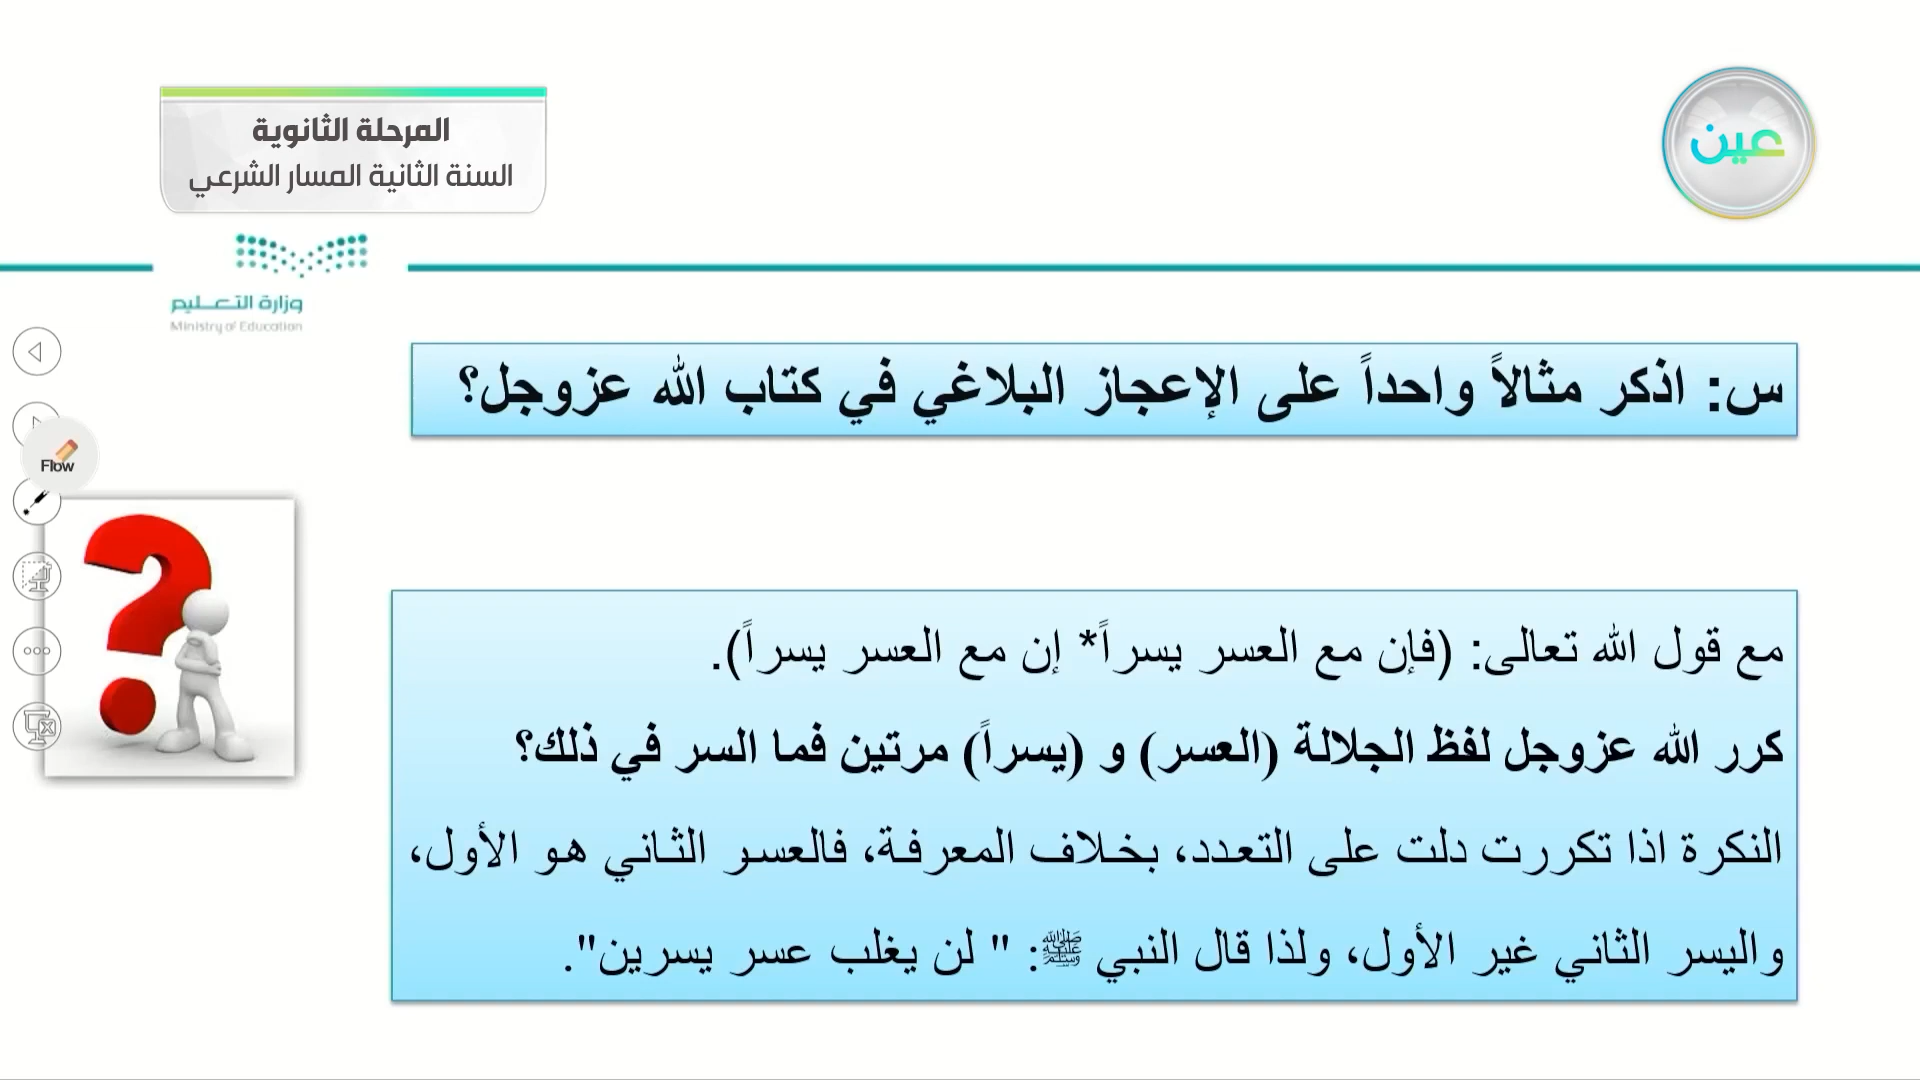 المرحلة الثانوية
السنة الثانية المسار الشرعي
عين
وزارة التعليم
Ministry of Education
س: اذكر مثالاً واحداً على الإعجاز البلاغي في كتاب الله عزوجل؟
Flow
مع قول الله تعالى: (فإن مع العسر يسراً* إن مع العسر يسراً).
كرر الله عزوجل لفظ الجلالة (العسر) و (يسراً) مرتين فما السر في ذلك؟
النكرة اذا تكررت دلت على التعدد، بخلاف المعرفة، فالعسر الثاني هو الأول،
واليسر الثاني غير الأول، ولذا قال النبي ﷺ: " لن يغلب عسر يسرين".